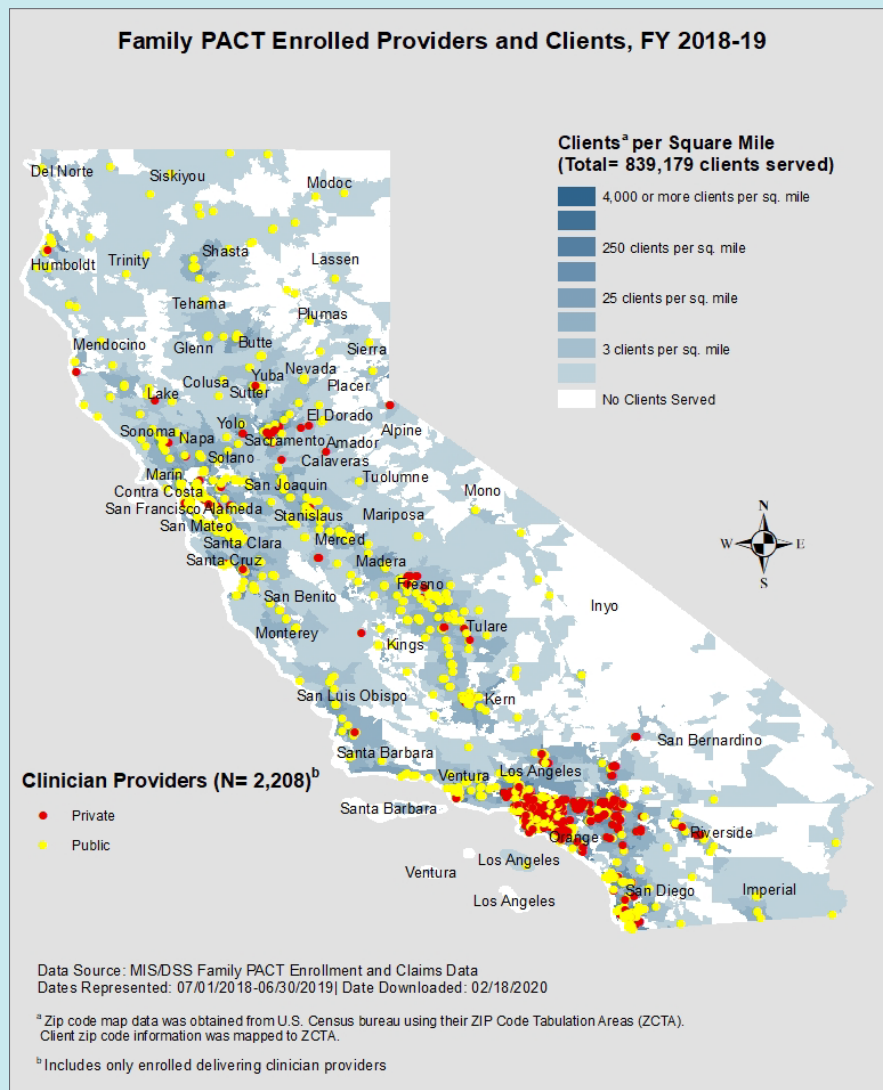 Family PACT Enrolled Providers and Clients, FY 2018-19
Clients^a per Square Mile
(Total= 839,179 clients served)
4,000 or more clients per sq. mile
250 clients per sq. mile
25 clients per sq. mile
3 clients per sq. mile
No Clients Served
Del Norte
Siskiyou
Modoc
Humboldt
Trinity
Shasta
Lassen
Tehama
Plumas
Mendocino
Glenn
Butte
Sierra
Colusa
Yuba
Nevada
Lake
Sutter
Placer
Yolo
El Dorado
Sonoma
Napa
Sacramento
Amador
Alpine
Solano
Calaveras
Marin
San Joaquin
Tuolumne
Contra Costa
Mono
San Francisco
Alameda
Stanislaus
Mariposa
San Mateo
Santa Clara
Merced
Santa Cruz
Madera
Fresno
San Benito
Inyo
Monterey
Tulare
Kings
San Luis Obispo
Kern
N
W
E
S
San Bernardino
Santa Barbara
Ventura
Los Angeles
Clinician Providers (N= 2,208)^b
Private
Public
Santa Barbara
Orange
Riverside
Los Angeles
Ventura
San Diego
Imperial
Los Angeles
Data Source: MIS/DSS Family PACT Enrollment and Claims Data
Dates Represented: 07/01/2018-06/30/2019| Date Downloaded: 02/18/2020
^a Zip code map data was obtained from U.S. Census bureau using their ZIP Code Tabulation Areas (ZCTA).
Client zip code information was mapped to ZCTA.
^b Includes only enrolled delivering clinician providers